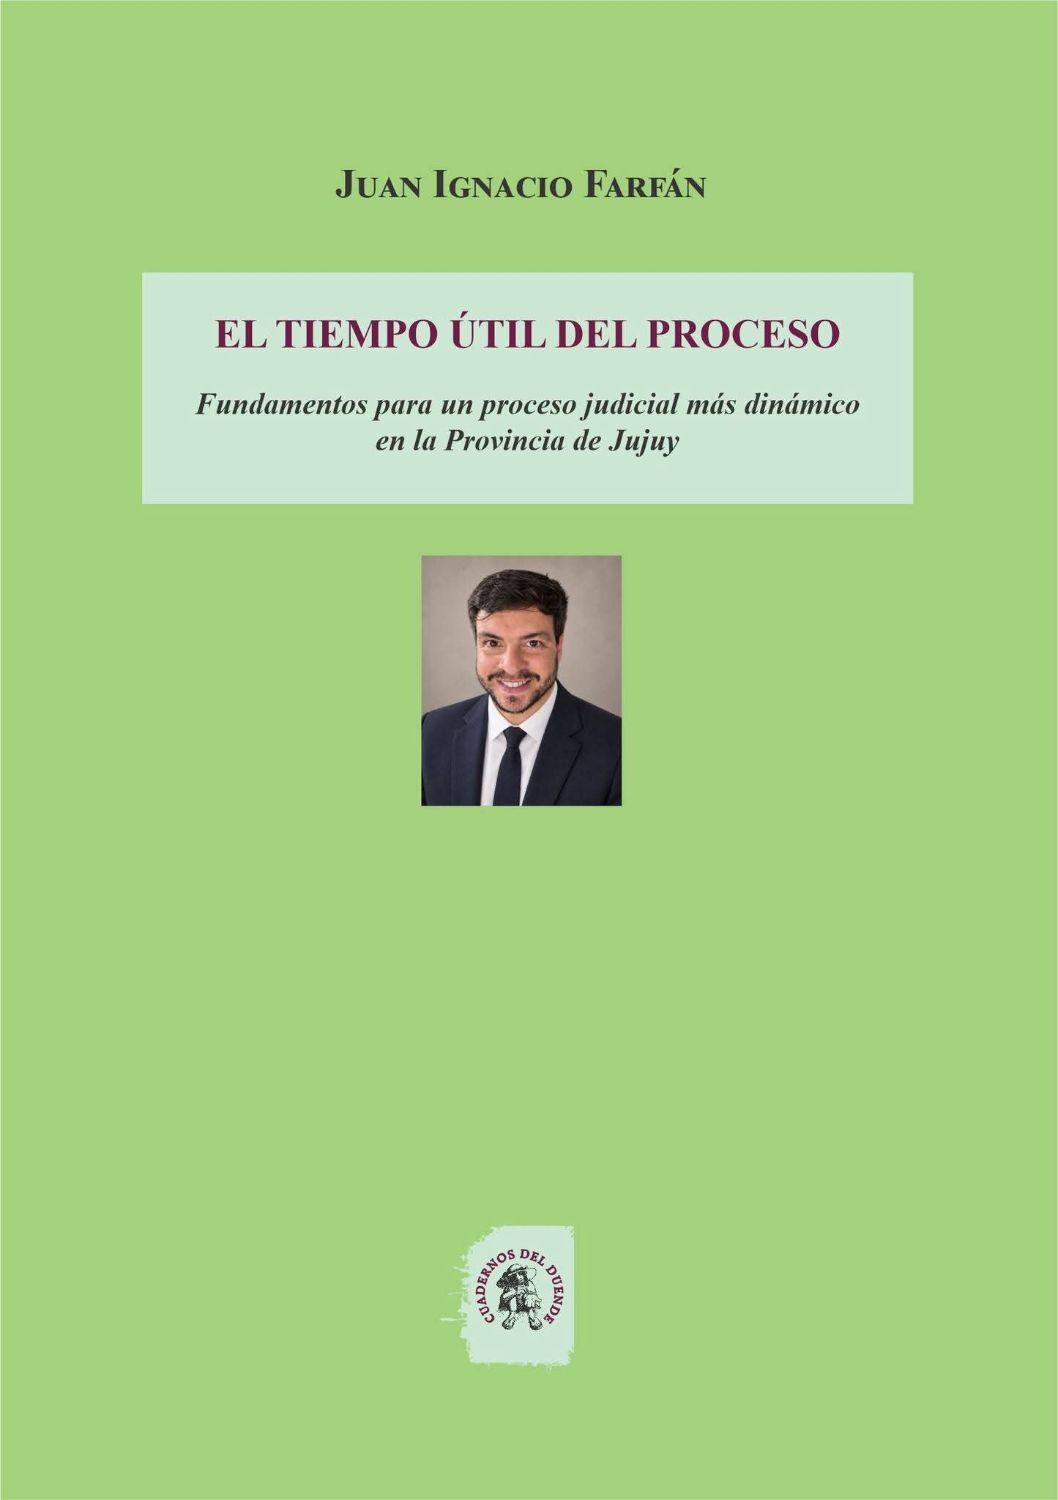 JUAN IGNACIO FARFÁN
EL TIEMPO ÚTIL DEL PROCESO
Fundamentos para un proceso judicial más dinámico
en la Provincia de Jujuy
CUADERNOS DEL DUENDE